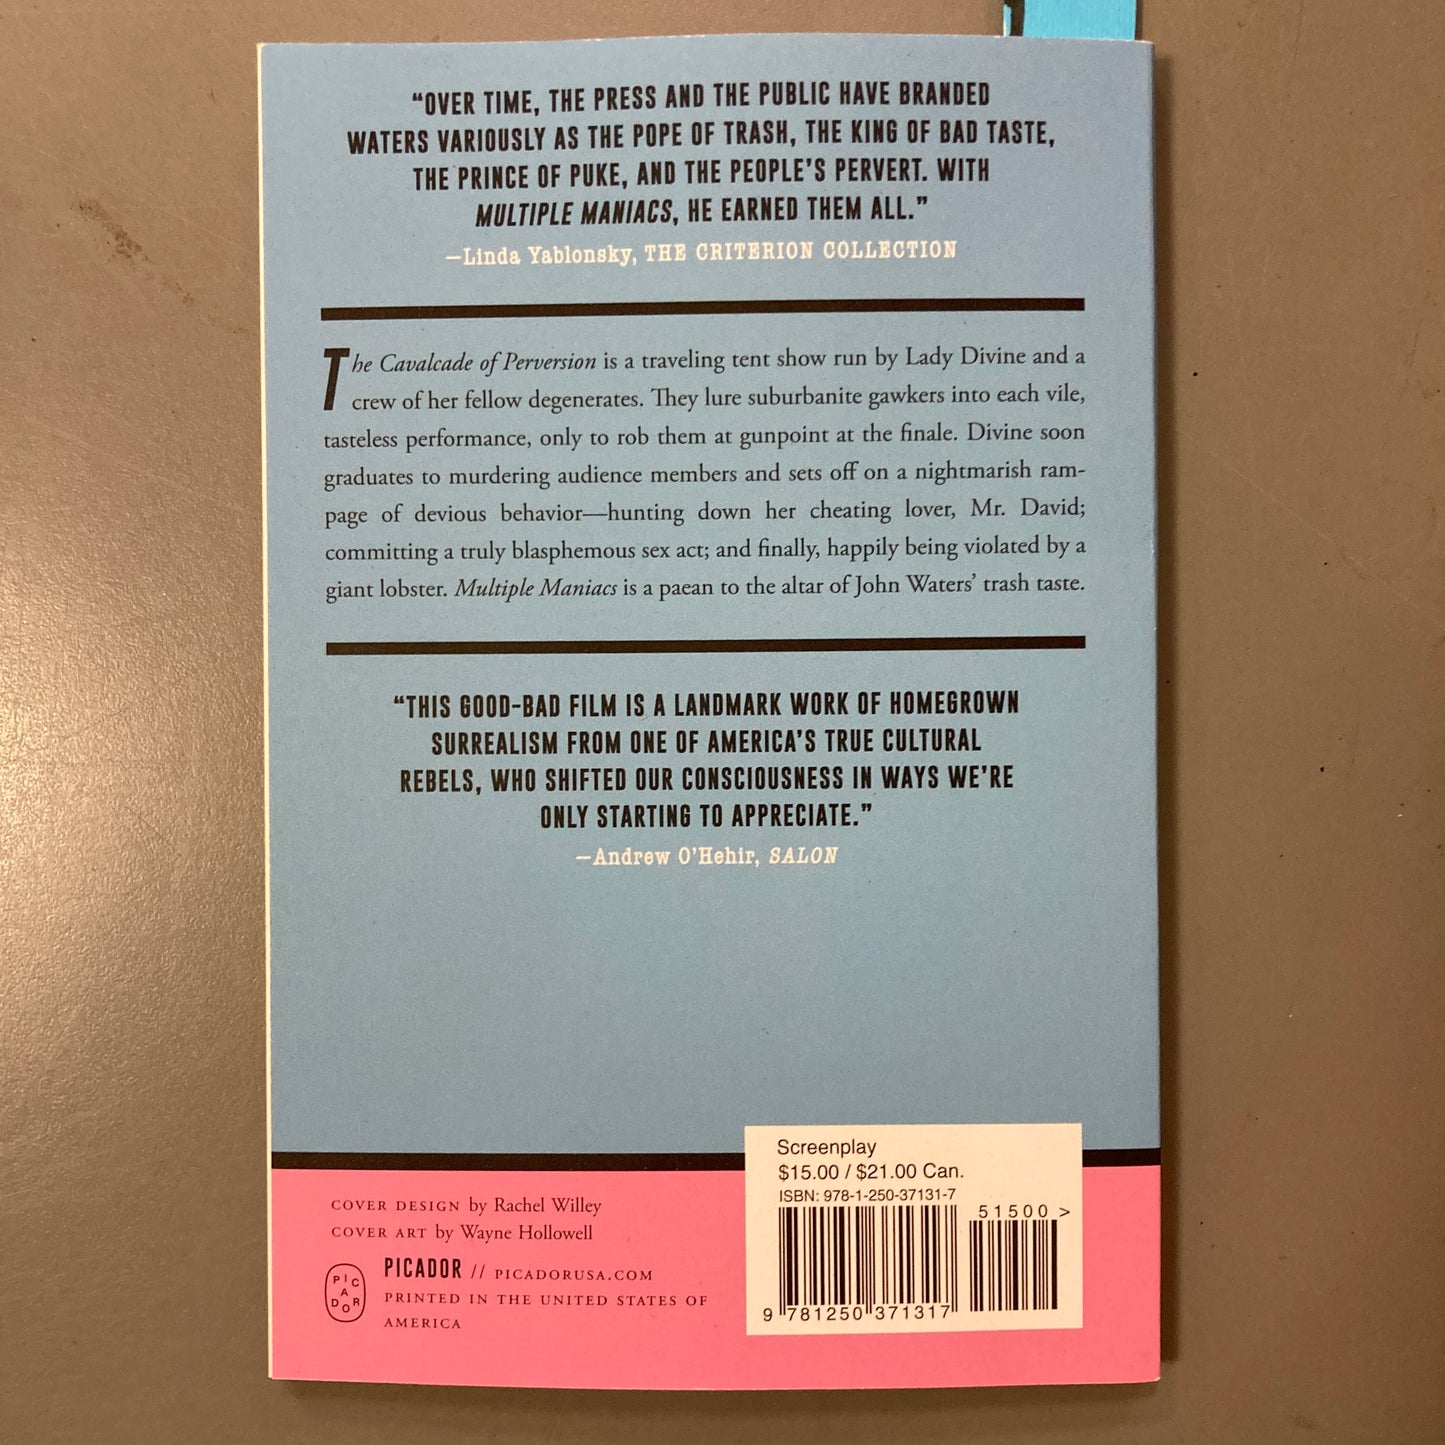 “OVER TIME, THE PRESS AND THE PUBLIC HAVE BRANDED
WATERS VARIOUSLY AS THE POPE OF TRASH, THE KING OF BAD TASTE,
THE PRINCE OF PUKE, AND THE PEOPLE’S PERVERT. WITH
MULTIPLE MANIACS, HE EARNED THEM ALL.”
—Linda Yablonsky, THE CRITERION COLLECTION
The Cavalcade of Perversion is a traveling tent show run by Lady Divine and a
crew of her fellow degenerates. They lure suburbanite gawkers into each vile,
tasteless performance, only to rob them at gunpoint at the finale. Divine soon
graduates to murdering audience members and sets off on a nightmarish ram-
page of devious behavior—hunting down her cheating lover, Mr. David;
committing a truly blasphemous sex act; and finally, happily being violated by a
giant lobster. Multiple Maniacs is a paean to the altar of John Waters’ trash taste.
“THIS GOOD-BAD FILM IS A LANDMARK WORK OF HOMEGROWN
SURREALISM FROM ONE OF AMERICA’S TRUE CULTURAL
REBELS, WHO SHIFTED OUR CONSCIOUSNESS IN WAYS WE’RE
ONLY STARTING TO APPRECIATE.”
—Andrew O’Hehir, SALON
COVER DESIGN by Rachel Willey
COVER ART by Wayne Hollowell
PICADOR
PICADOR // PICADORUSA.COM
PRINTED IN THE UNITED STATES OF
AMERICA
Screenplay
$15.00 / $21.00 Can.
ISBN: 978-1-250-37131-7
51500 >
9 781250 371317